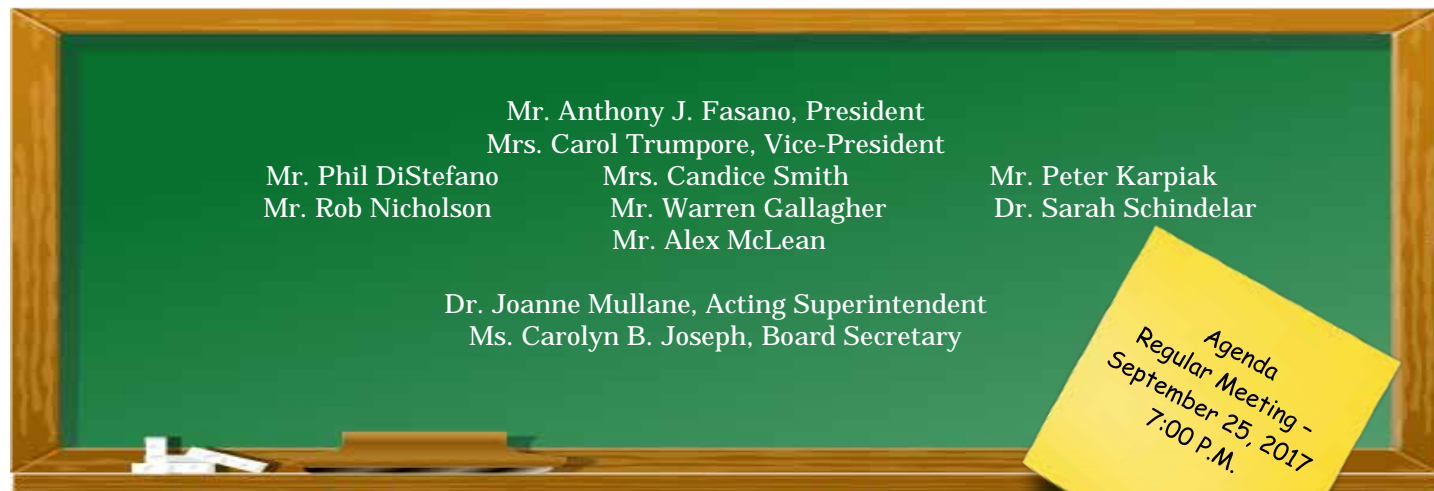 Mr. Anthony J. Fasano, President
Mrs. Carol Trumpore, Vice-President
Mr. Phil DiStefano Mrs. Candice Smith Mr. Peter Karpiak
Mr. Rob Nicholson Mr. Warren Gallagher Dr. Sarah Schindelar
Mr. Alex McLean
Dr. Joanne Mullane, Acting Superintendent
Ms. Carolyn B. Joseph, Board Secretary
Agenda
Regular Meeting -
September 25, 2017
7:00 P.M.